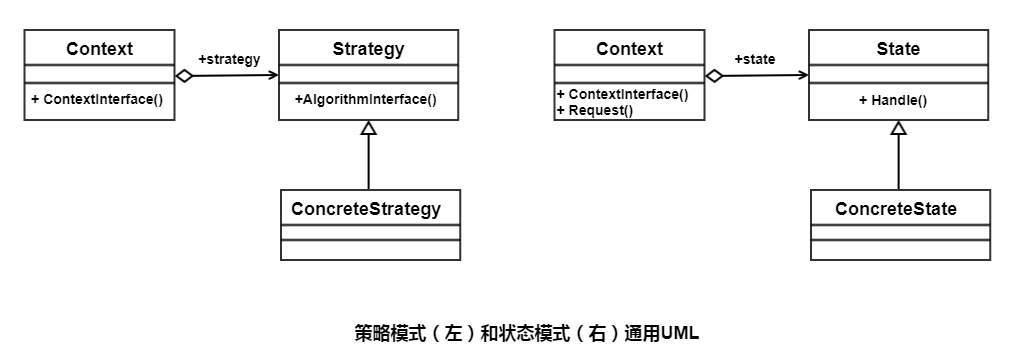 Context
+ ContextInterface()
+strategy
Strategy
+AlgorithmInterface()
ConcreteStrategy
Context
+ ContextInterface()
+ Request()
+state
State
+ Handle()
ConcreteState
策略模式（左）和状态模式（右）通用UML